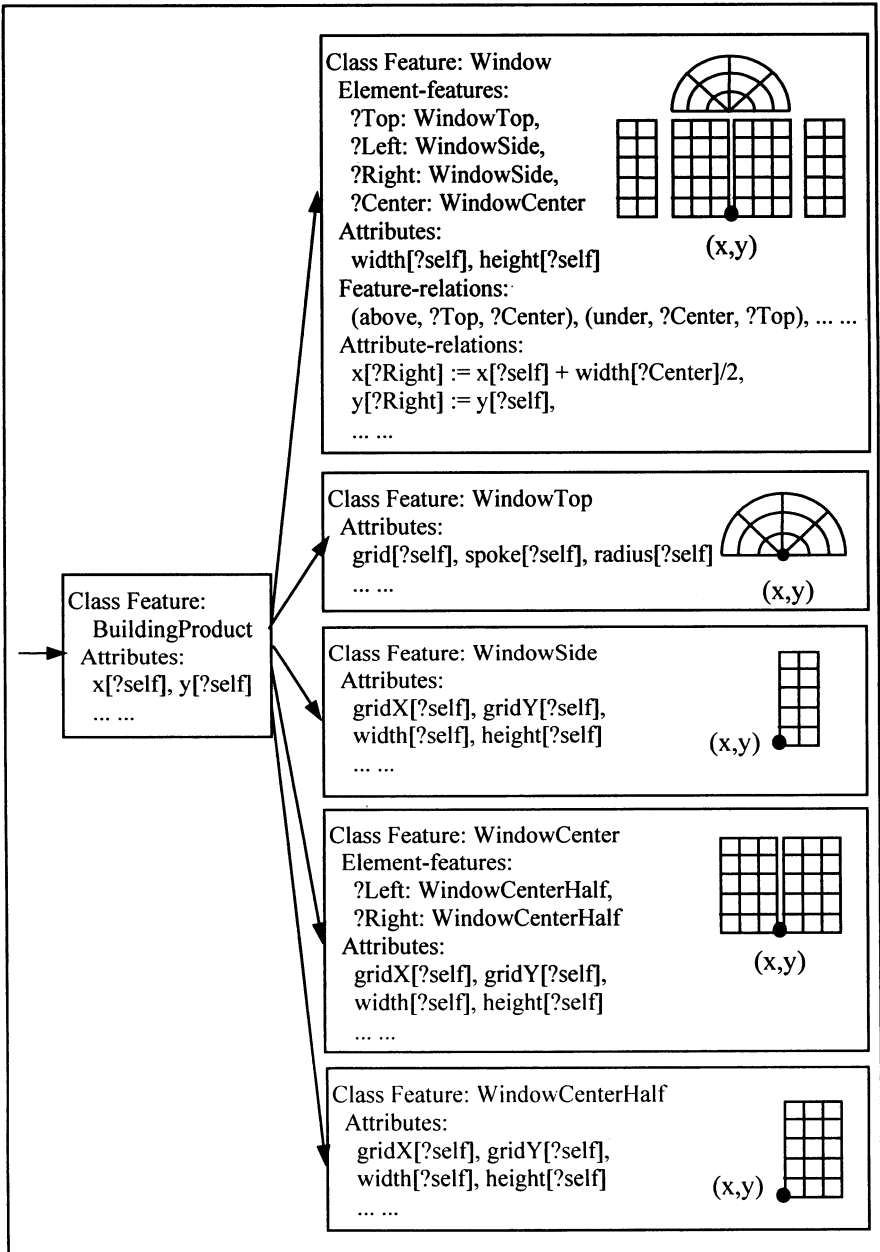 Class Feature: Window
Element-features:
?Top: WindowTop,
?Left: WindowSide,
?Right: WindowSide,
?Center: WindowCenter
Attributes:
width[?self], height[?self]
Feature-relations:
(above, ?Top, ?Center), (under, ?Center, ?Top), ... ...
Attribute-relations:
x[?Right] := x[?self] + width[?Center]/2,
y[?Right] := y[?self],
... ...
(x,y)
Class Feature: WindowTop
Attributes:
grid[?self], spoke[?self], radius[?self]
... ...
(x,y)
Class Feature:
BuildingProduct
Attributes:
x[?self], y[?self]
... ...
Class Feature: WindowSide
Attributes:
gridX[?self], gridY[?self],
width[?self], height[?self]
... ...
(x,y)
Class Feature: WindowCenter
Element-features:
?Left: WindowCenterHalf,
?Right: WindowCenterHalf
Attributes:
gridX[?self], gridY[?self],
width[?self], height[?self]
... ...
(x,y)
Class Feature: WindowCenterHalf
Attributes:
gridX[?self], gridY[?self],
width[?self], height[?self]
... ...
(x,y)